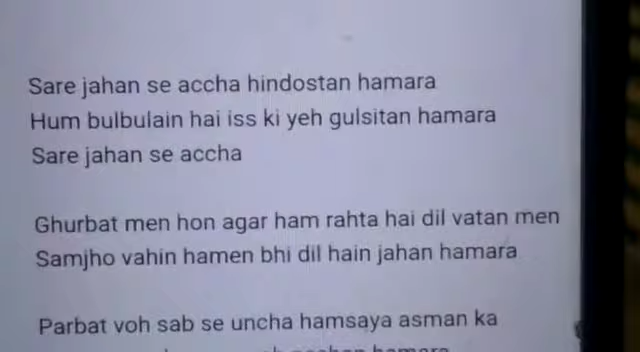 Sare jahan se accha hindostan hamara
Hum bulbulain hai iss ki yeh gulsitan hamara
Sare jahan se accha
Ghurbat men hon agar ham rahta hai dil vatan men
Samjho vahin hamen bhi dil hain jahan hamara
Parbat voh sab se uncha hamsaya asman ka
hamara